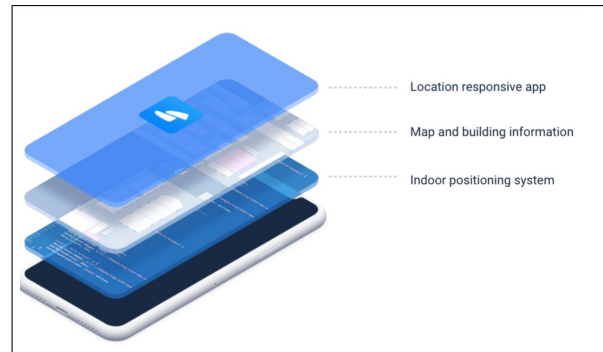 Location responsive app
Map and building information
Indoor positioning system